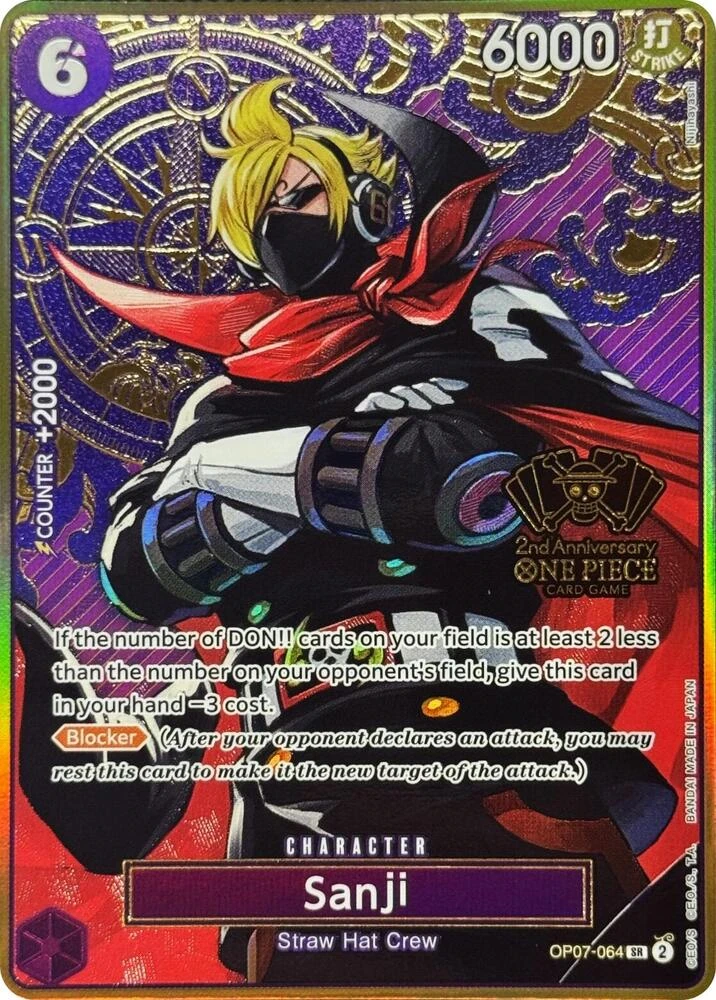 6
6000
打
STRIKE
Nijihayashi
N
66
COUNTER +2000
2nd Anniversary
ONE PIECE
CARD GAME
If the number of DON!! cards on your field is at least 2 less
than the number on your opponent's field, give this card
in your hand −3 cost.
Blocker (After your opponent declares an attack, you may
rest this card to make it the new target of the attack.)
CHARACTER
Sanji
Straw Hat Crew
OP07-064 SR 2
©E.O./S ©E.O./S., T.A. BANDAI MADE IN JAPAN